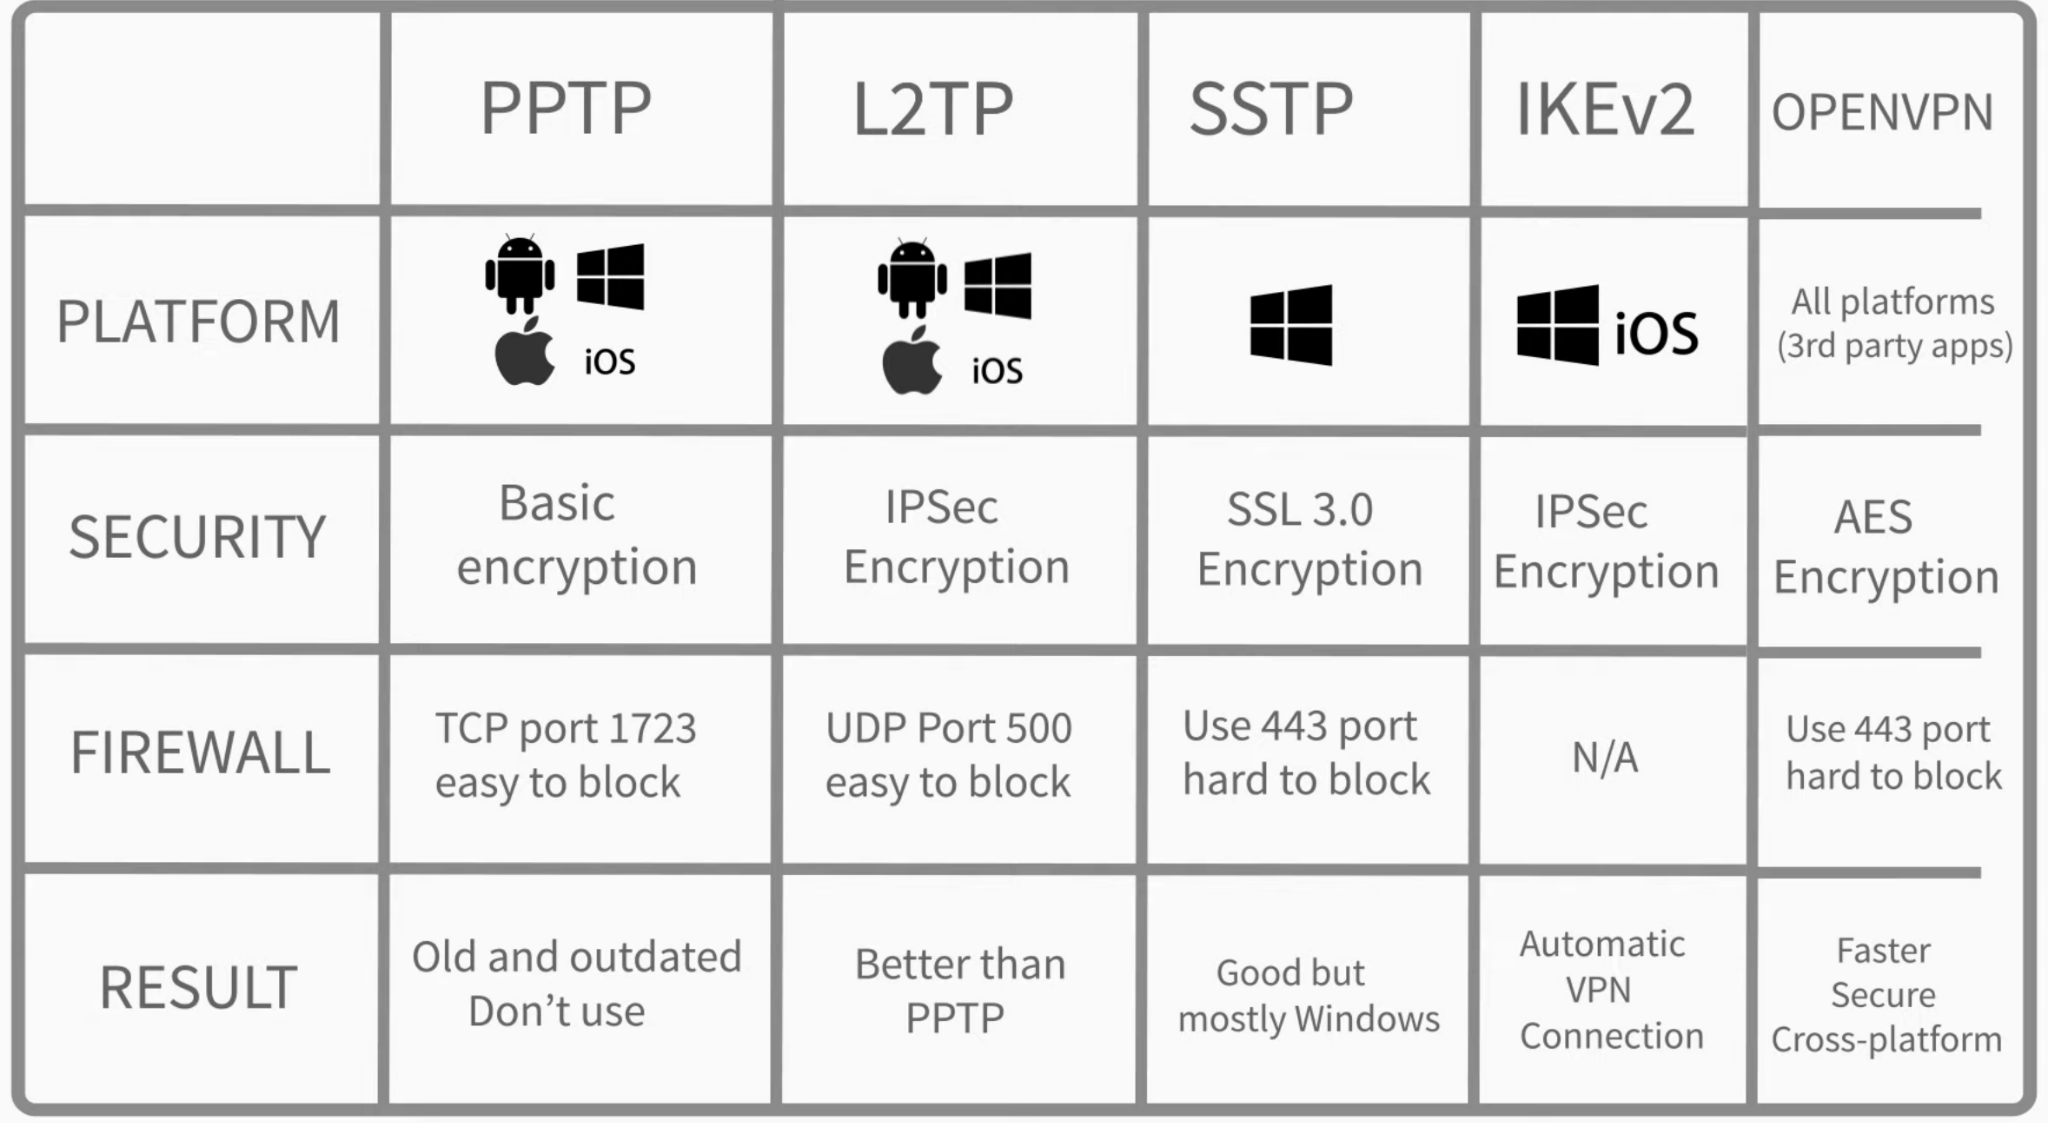 PPTP
L2TP
SSTP
IKEv2
OPENVPN
PLATFORM
iOS
iOS
iOS
All platforms
(3rd party apps)
SECURITY
Basic
encryption
IPSec
Encryption
SSL 3.0
Encryption
IPSec
Encryption
AES
Encryption
FIREWALL
TCP port 1723
easy to block
UDP Port 500
easy to block
Use 443 port
hard to block
N/A
Use 443 port
hard to block
RESULT
Old and outdated
Don’t use
Better than
PPTP
Good but
mostly Windows
Automatic
VPN
Connection
Faster
Secure
Cross-platform